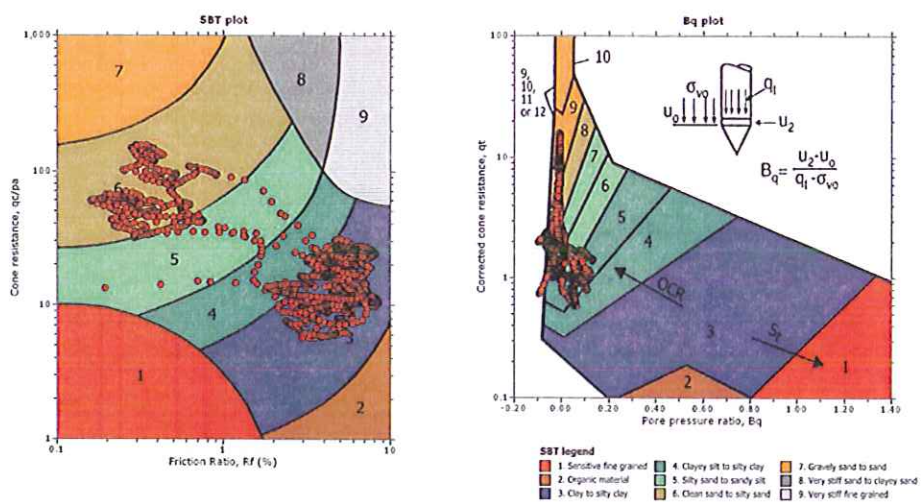 SBT plot
1,000
100
10
1
0.1
1
10
Cone resistance, qc/pa
Friction Ratio, Rf (%)
7
8
9
6
5
4
3
1
2
Bq plot
100
10
1
0.1
-0.20
0.00
0.20
0.40
0.60
0.80
1.00
1.20
1.40
Corrected cone resistance, qt
Pore pressure ratio, Bq
10
9,
10,
11
or 12
9
8
7
6
5
4
3
2
1
OCR
St
σvo
qt
uo
u2
Bq = u2-uo
qt-σvo
SBT legend
1. Sensitive fine grained
2. Organic material
3. Clay to silty clay
4. Clayey silt to silty clay
5. Silty sand to sandy silt
6. Clean sand to silty sand
7. Gravely sand to sand
8. Very stiff sand to clayey sand
9. Very stiff fine grained